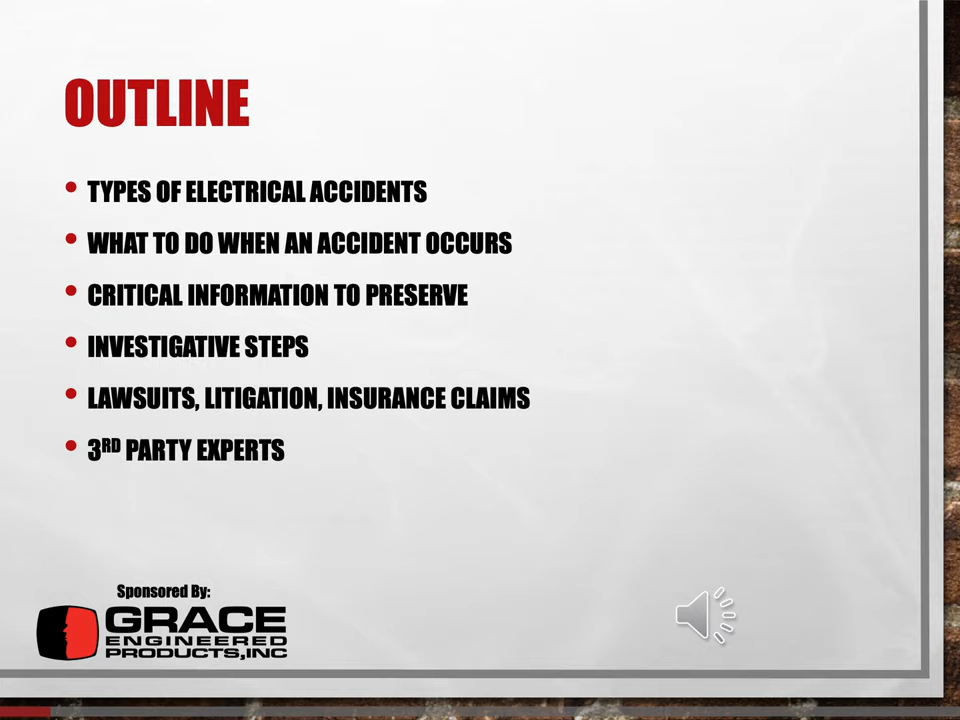 OUTLINE
• TYPES OF ELECTRICAL ACCIDENTS
• WHAT TO DO WHEN AN ACCIDENT OCCURS
• CRITICAL INFORMATION TO PRESERVE
• INVESTIGATIVE STEPS
• LAWSUITS, LITIGATION, INSURANCE CLAIMS
• 3RD PARTY EXPERTS
Sponsored By:
GRACE
ENGINEERED
PRODUCTS,INC